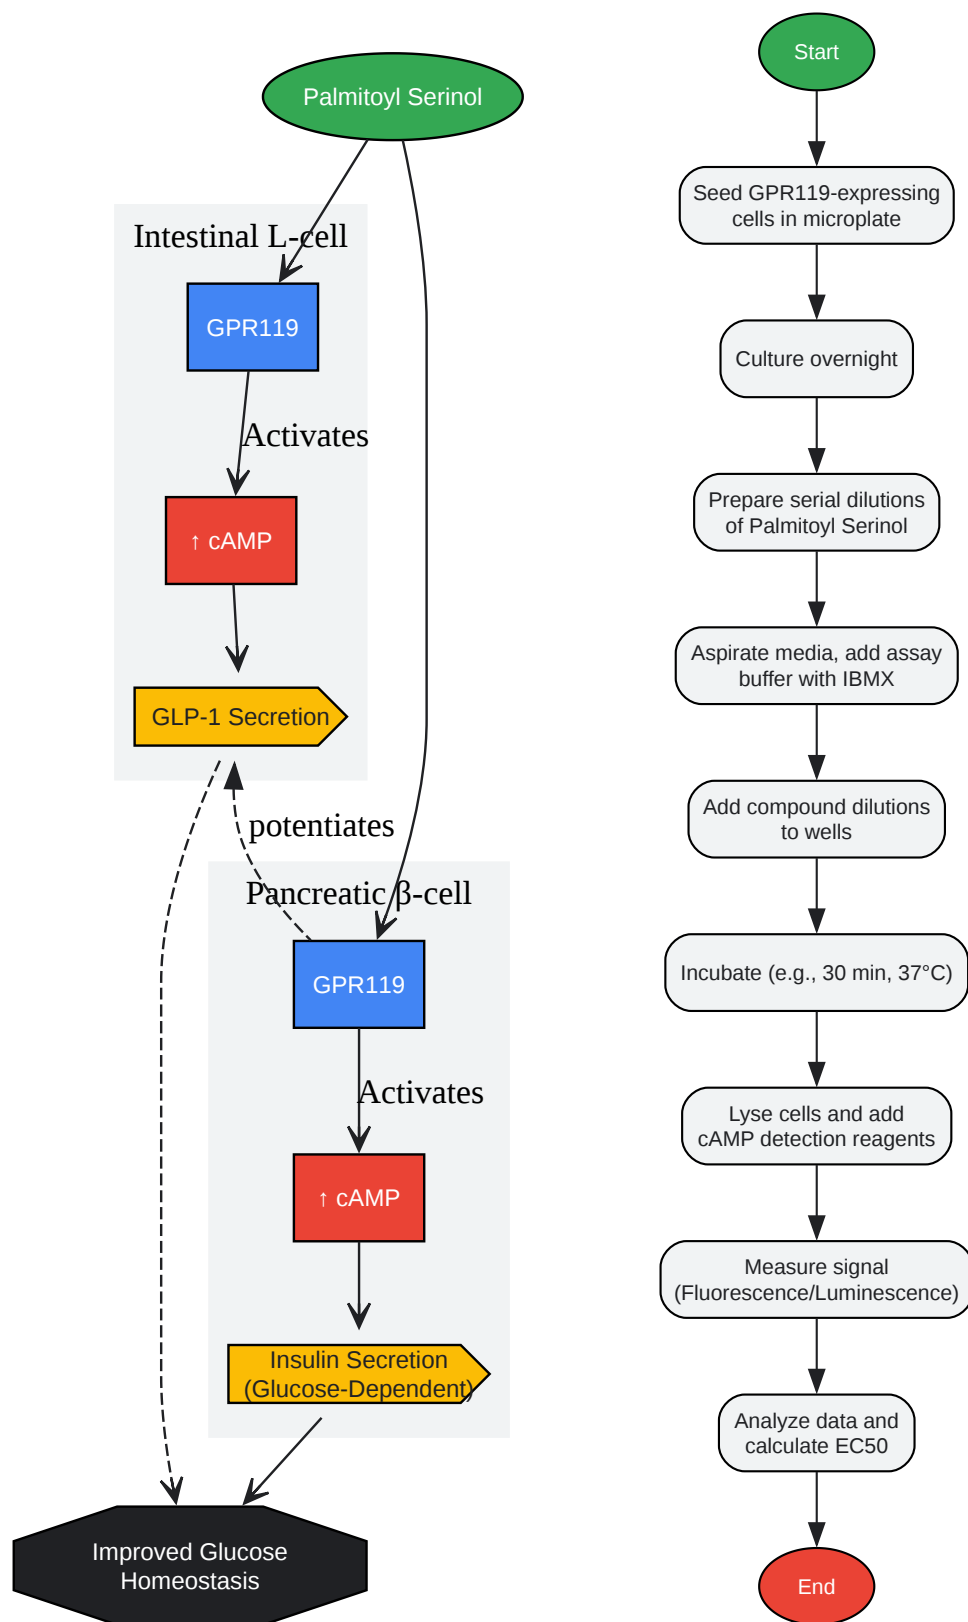 Palmitoyl Serinol
Intestinal L-cell
GPR119
Activates
↑ cAMP
GLP-1 Secretion
potentiates
Pancreatic β-cell
GPR119
Activates
↑ cAMP
Insulin Secretion
(Glucose-Dependent)
Improved Glucose
Homeostasis
Start
Seed GPR119-expressing
cells in microplate
Culture overnight
Prepare serial dilutions
of Palmitoyl Serinol
Aspirate media, add assay
buffer with IBMX
Add compound dilutions
to wells
Incubate (e.g., 30 min, 37°C)
Lyse cells and add
cAMP detection reagents
Measure signal
(Fluorescence/Luminescence)
Analyze data and
calculate EC50
End